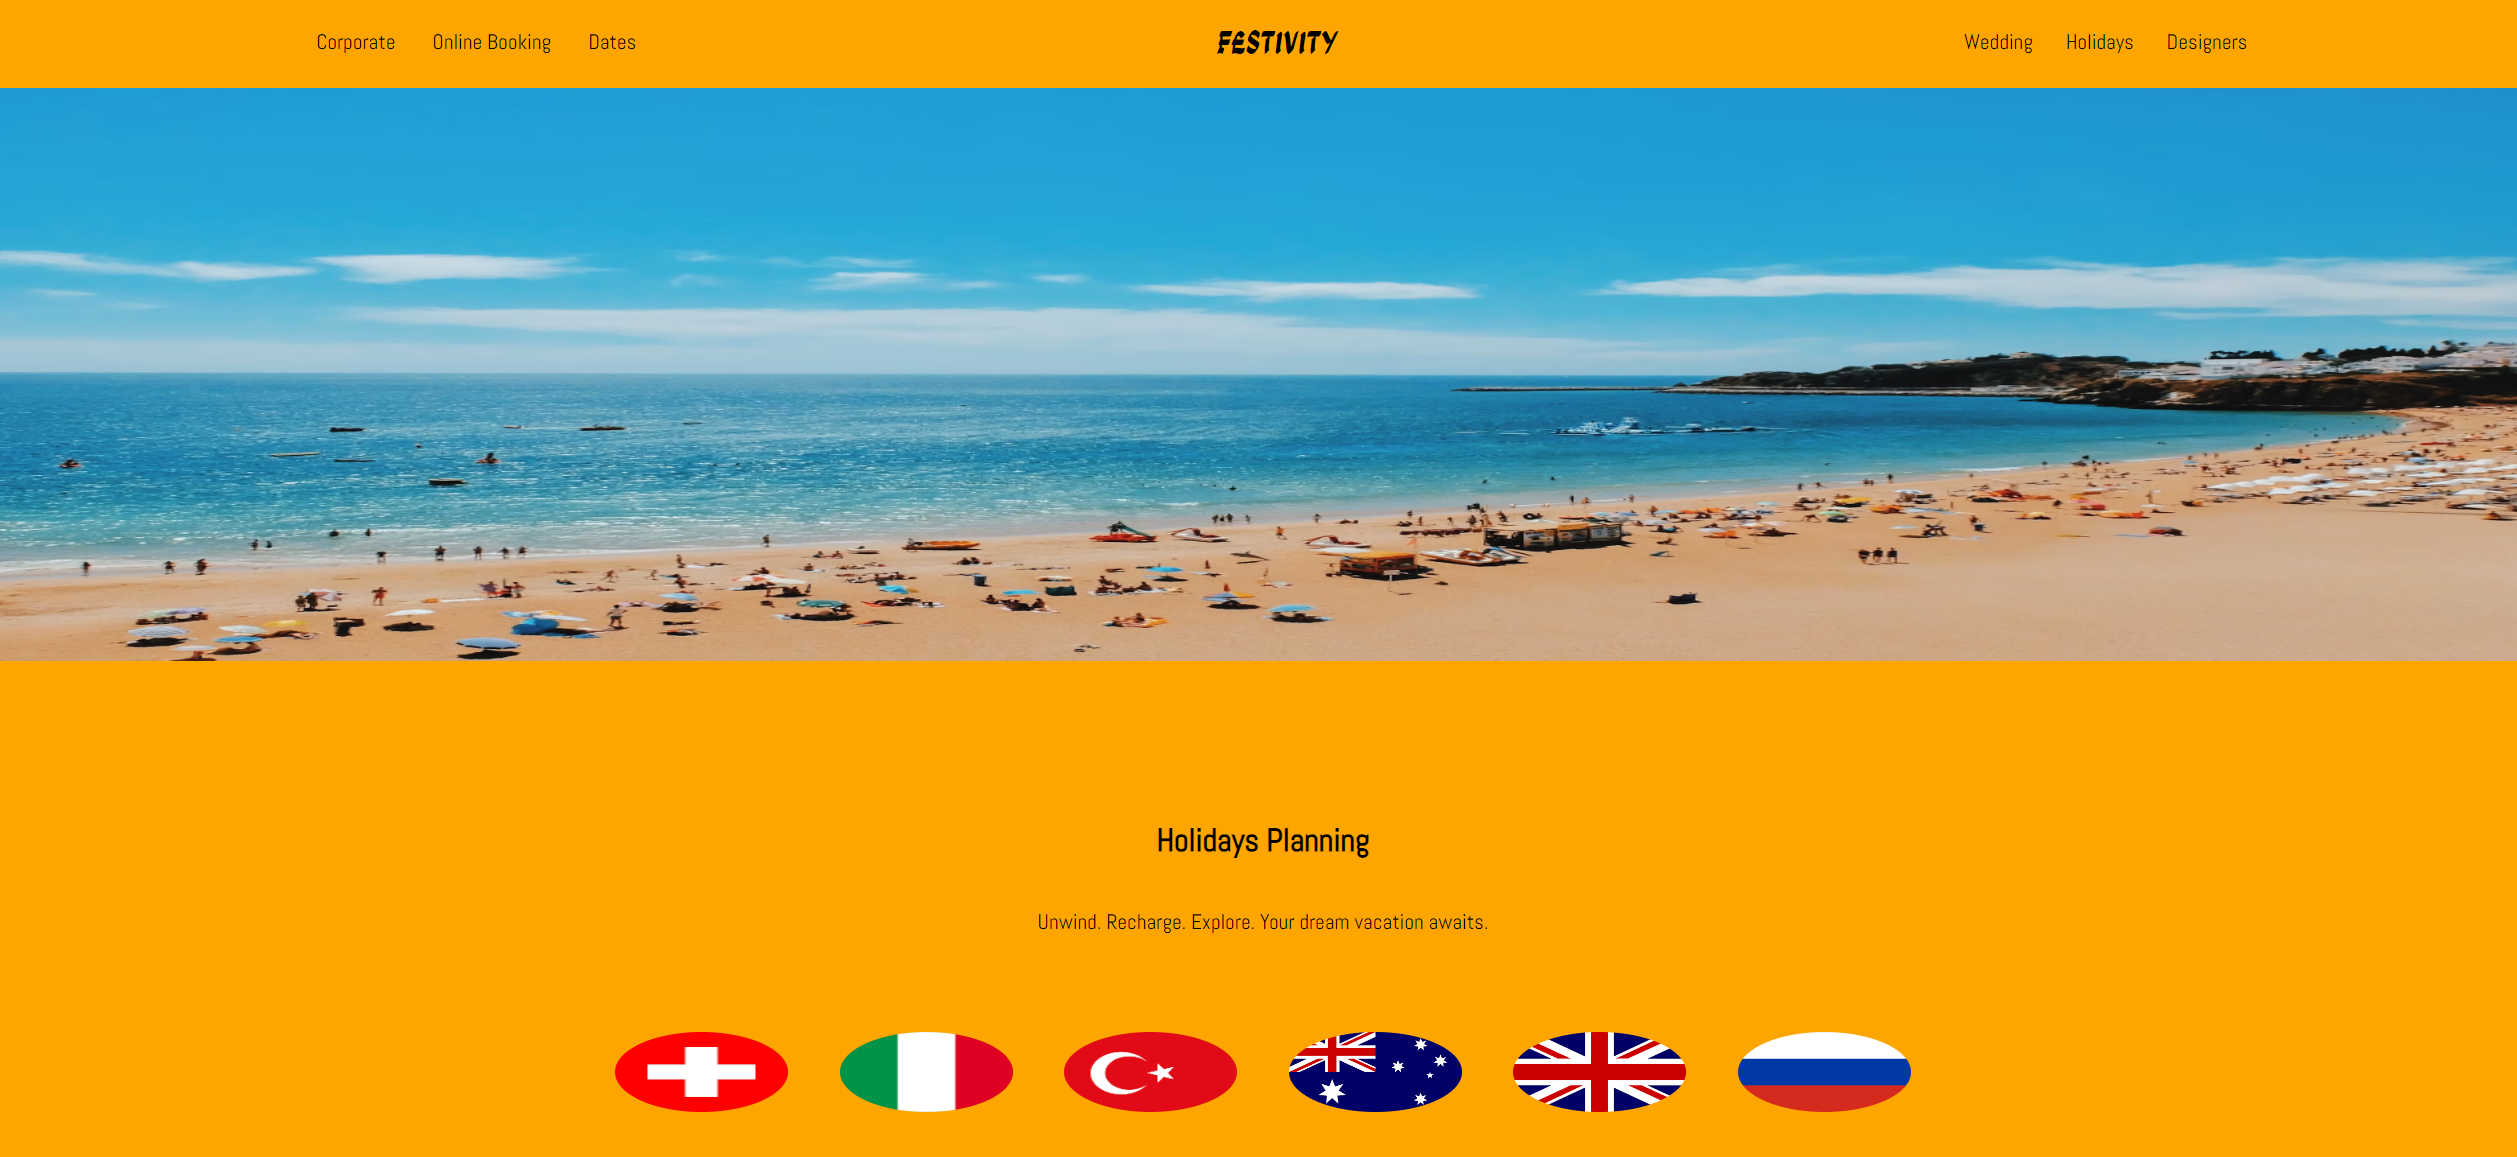 Corporate Online Booking Dates FESTIVITY Wedding Holidays Designers
Holidays Planning
Unwind. Recharge. Explore. Your dream vacation awaits.